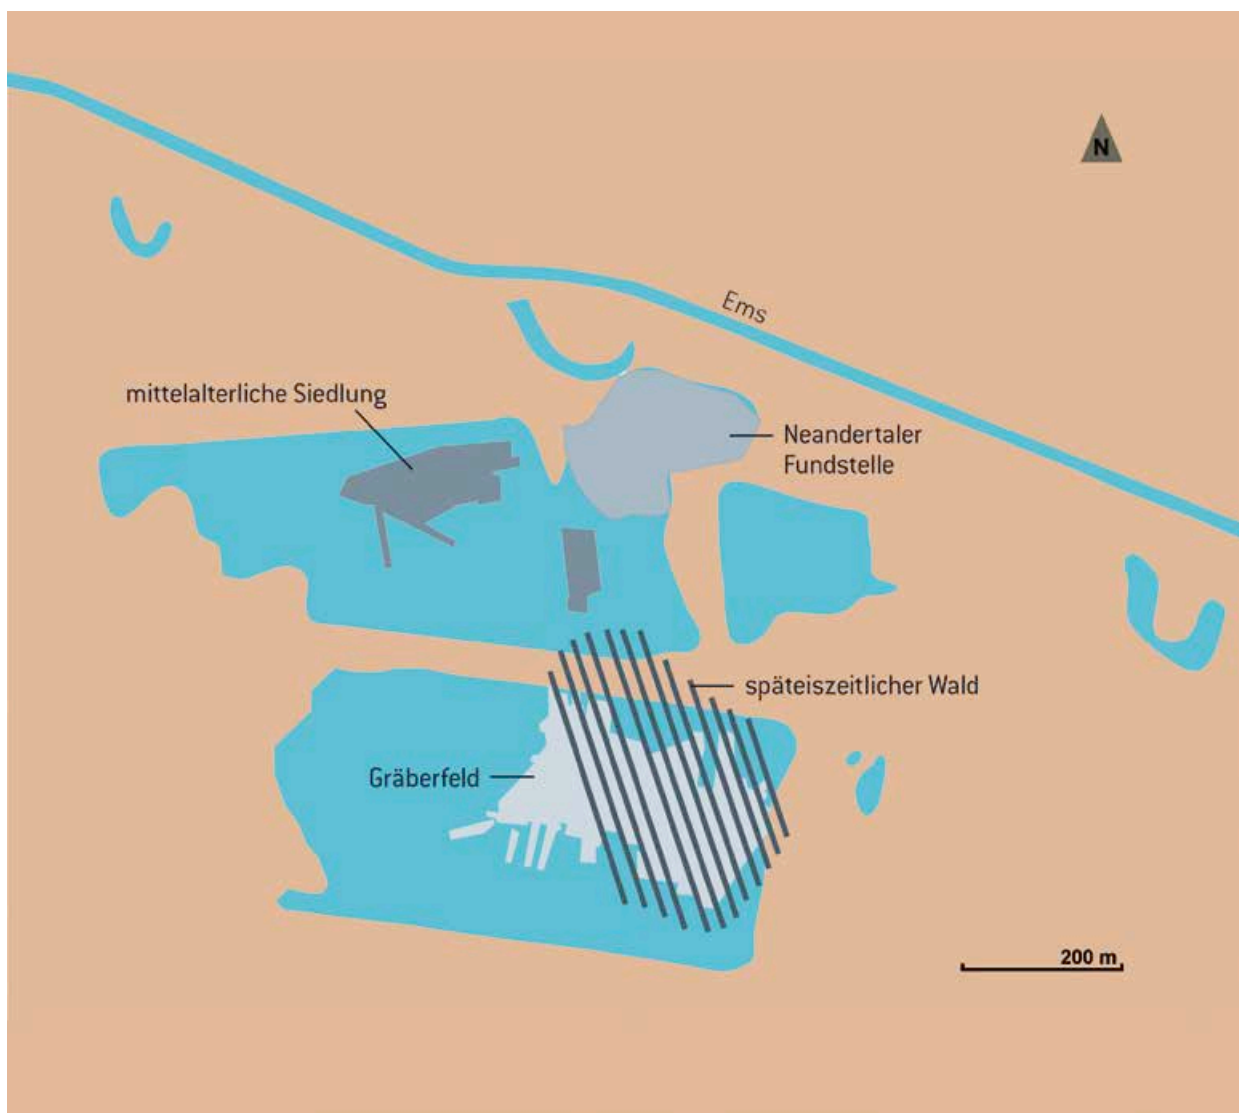 N
Ems
mittelalterliche Siedlung
Neandertaler
Fundstelle
späteiszeitlicher Wald
Gräberfeld
200 m